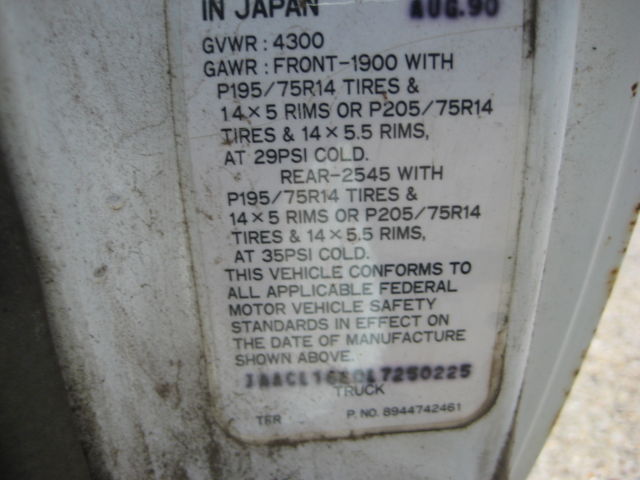 IN JAPAN AUG.90
GVWR : 4300
GAWR : FRONT-1900 WITH
P195/75R14 TIRES &
14×5 RIMS OR P205/75R14
TIRES & 14×5.5 RIMS,
AT 29PSI COLD.
REAR-2545 WITH
P195/75R14 TIRES &
14×5 RIMS OR P205/75R14
TIRES & 14×5.5 RIMS,
AT 35PSI COLD.
THIS VEHICLE CONFORMS TO
ALL APPLICABLE FEDERAL
MOTOR VEHICLE SAFETY
STANDARDS IN EFFECT ON
THE DATE OF MANUFACTURE
SHOWN ABOVE.
TRUCK
P. NO. 8944742461